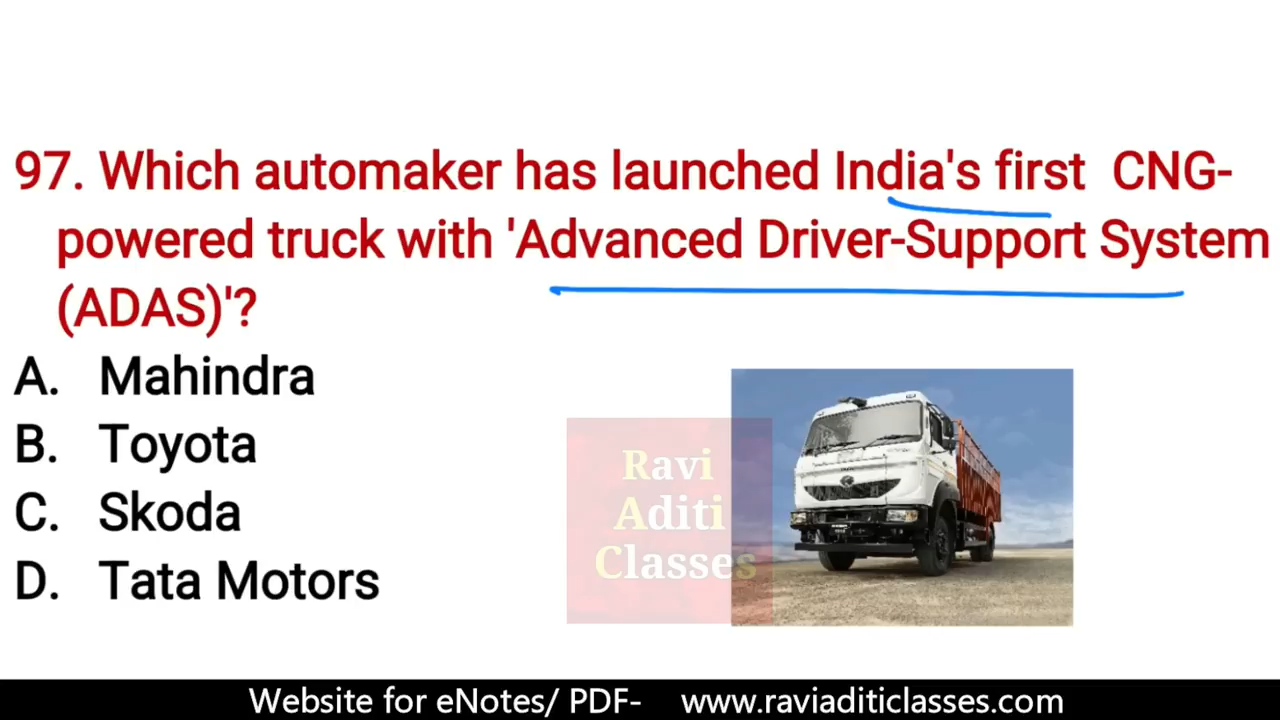 97. Which automaker has launched India's first CNG-
powered truck with 'Advanced Driver-Support System
(ADAS)'?
A. Mahindra
B. Toyota
C. Skoda
D. Tata Motors
Ravi
Aditi
Classes
Website for eNotes/ PDF- www.raviaditiclasses.com